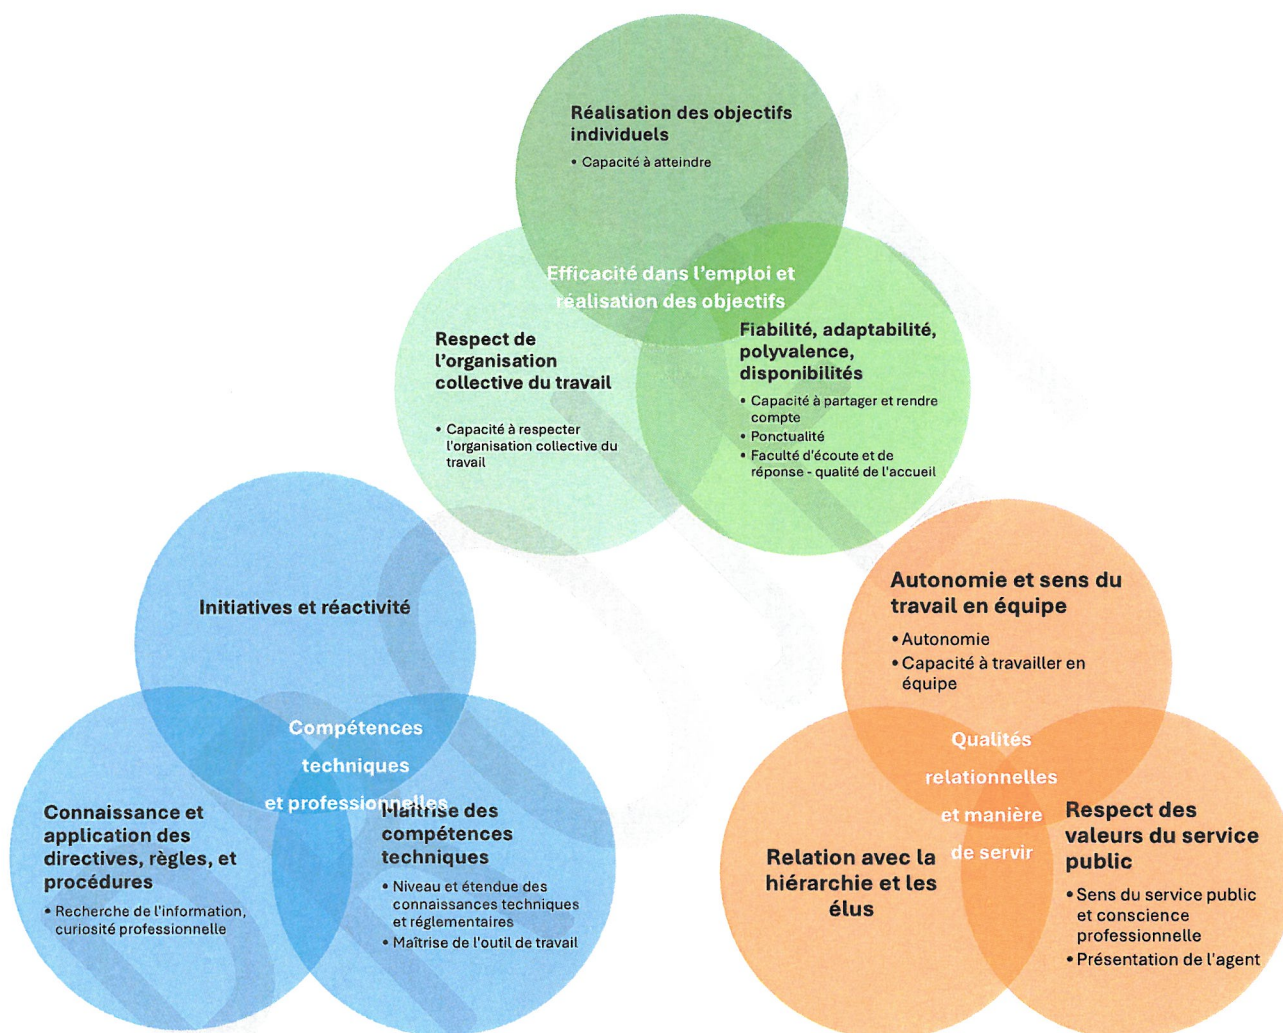 Réalisation des objectifs
individuels
• Capacité à atteindre
Efficacité dans l'emploi et
réalisation des objectifs
Respect de
l'organisation
collective du travail
• Capacité à respecter
l'organisation collective du
travail
Fiabilité, adaptabilité,
polyvalence,
disponibilités
• Capacité à partager et rendre
compte
• Ponctualité
• Faculté d'écoute et de
réponse - qualité de l'accueil
Initiatives et réactivité
Compétences
techniques
et professionnelles
Connaissance et
application des
directives, règles, et
procédures
• Recherche de l'information,
curiosité professionnelle
Maîtrise des
compétences
techniques
• Niveau et étendue des
connaissances techniques
et réglementaires
• Maîtrise de l'outil de travail
Autonomie et sens du
travail en équipe
• Autonomie
• Capacité à travailler en
équipe
Qualités
relationnelles
et manière
de servir
Relation avec la
hiérarchie et les
élus
Respect des
valeurs du service
public
• Sens du service public
et conscience
professionnelle
• Présentation de l'agent